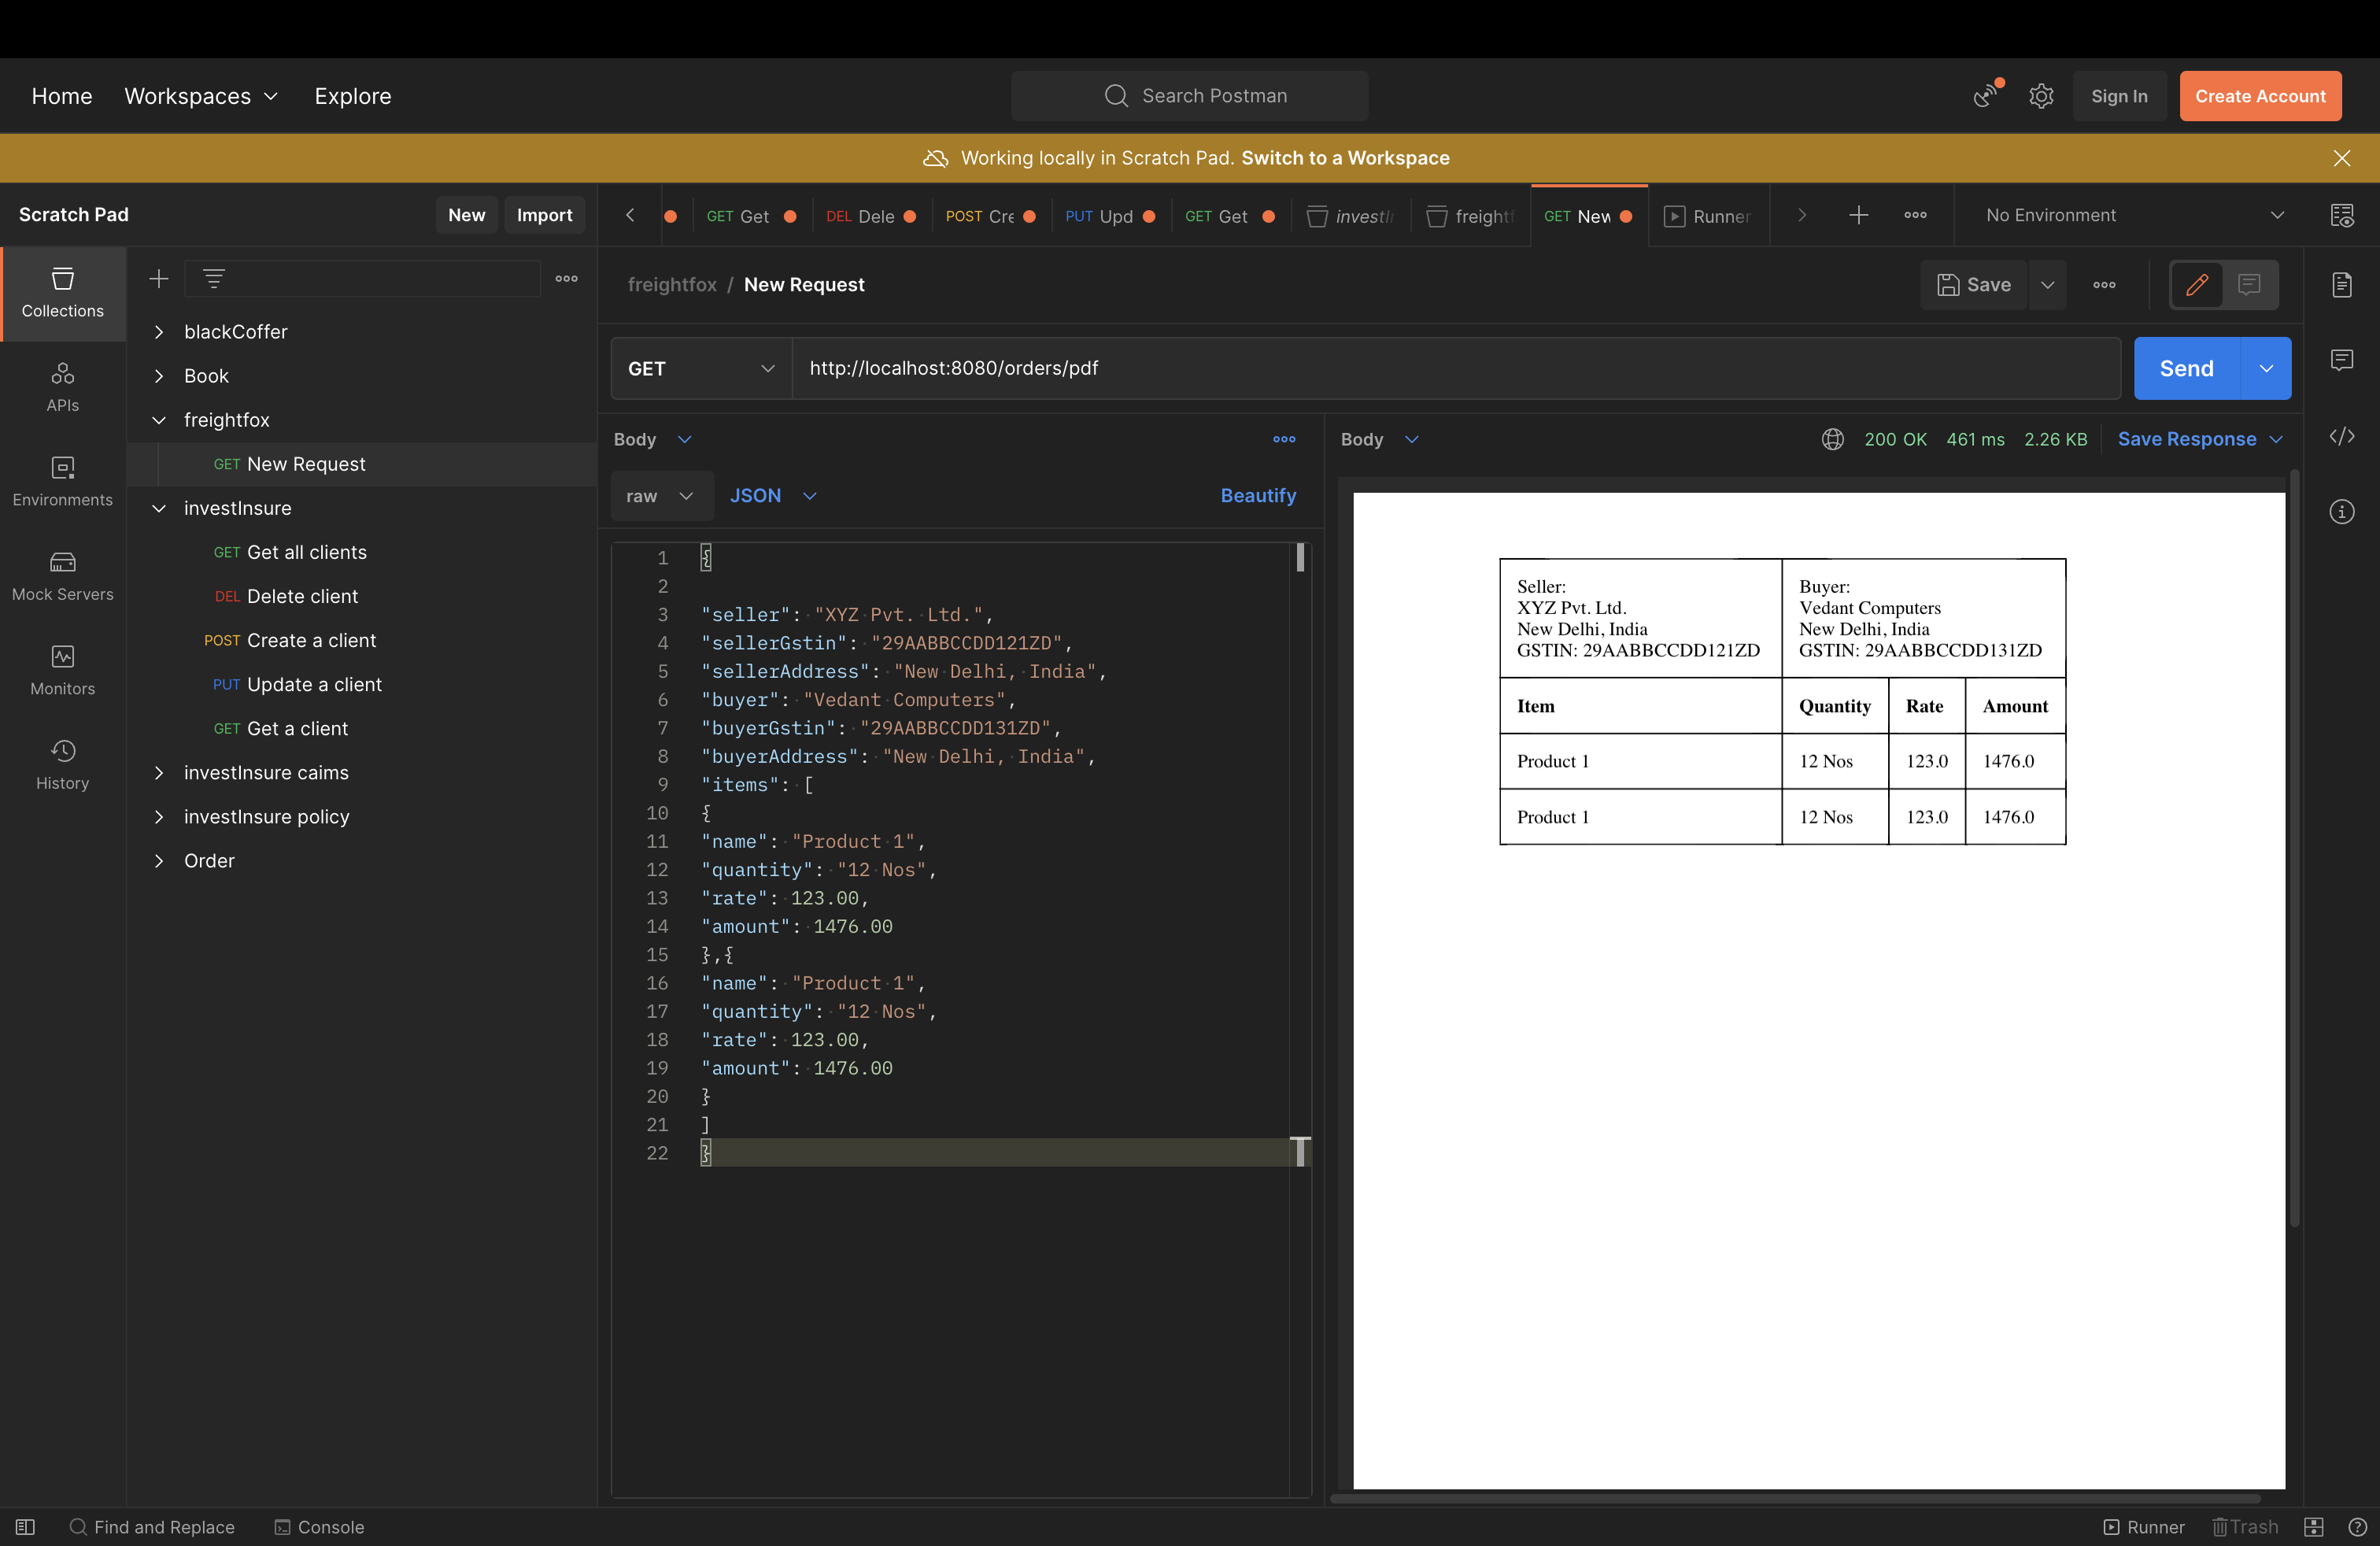 Home
Workspaces
Explore
Search Postman
Sign In
Create Account
Working locally in Scratch Pad. Switch to a Workspace
Scratch Pad
New
Import
GET Get
DEL Dele
POST Cre
PUT Upd
GET Get
investIn
freightf
GET New
Runner
No Environment
Collections
APIs
Environments
Mock Servers
Monitors
History
blackCoffer
Book
freightfox
GET New Request
investInsure
GET Get all clients
DEL Delete client
POST Create a client
PUT Update a client
GET Get a client
investInsure caims
investInsure policy
Order
freightfox / New Request
Save
GET
http://localhost:8080/orders/pdf
Send
Body
raw
JSON
Beautify
1 {
2
3 "seller": "XYZ Pvt. Ltd.",
4 "sellerGstin": "29AABBCCDD121ZD",
5 "sellerAddress": "New Delhi, India",
6 "buyer": "Vedant Computers",
7 "buyerGstin": "29AABBCCDD131ZD",
8 "buyerAddress": "New Delhi, India",
9 "items": [
10 {
11 "name": "Product 1",
12 "quantity": "12 Nos",
13 "rate": 123.00,
14 "amount": 1476.00
15 },{
16 "name": "Product 1",
17 "quantity": "12 Nos",
18 "rate": 123.00,
19 "amount": 1476.00
20 }
21 ]
22 }
Body
200 OK
461 ms
2.26 KB
Save Response
Seller:
XYZ Pvt. Ltd.
New Delhi, India
GSTIN: 29AABBCCDD121ZD
Buyer:
Vedant Computers
New Delhi, India
GSTIN: 29AABBCCDD131ZD
Item Quantity Rate Amount
Product 1 12 Nos 123.0 1476.0
Product 1 12 Nos 123.0 1476.0
Find and Replace
Console
Runner
Trash